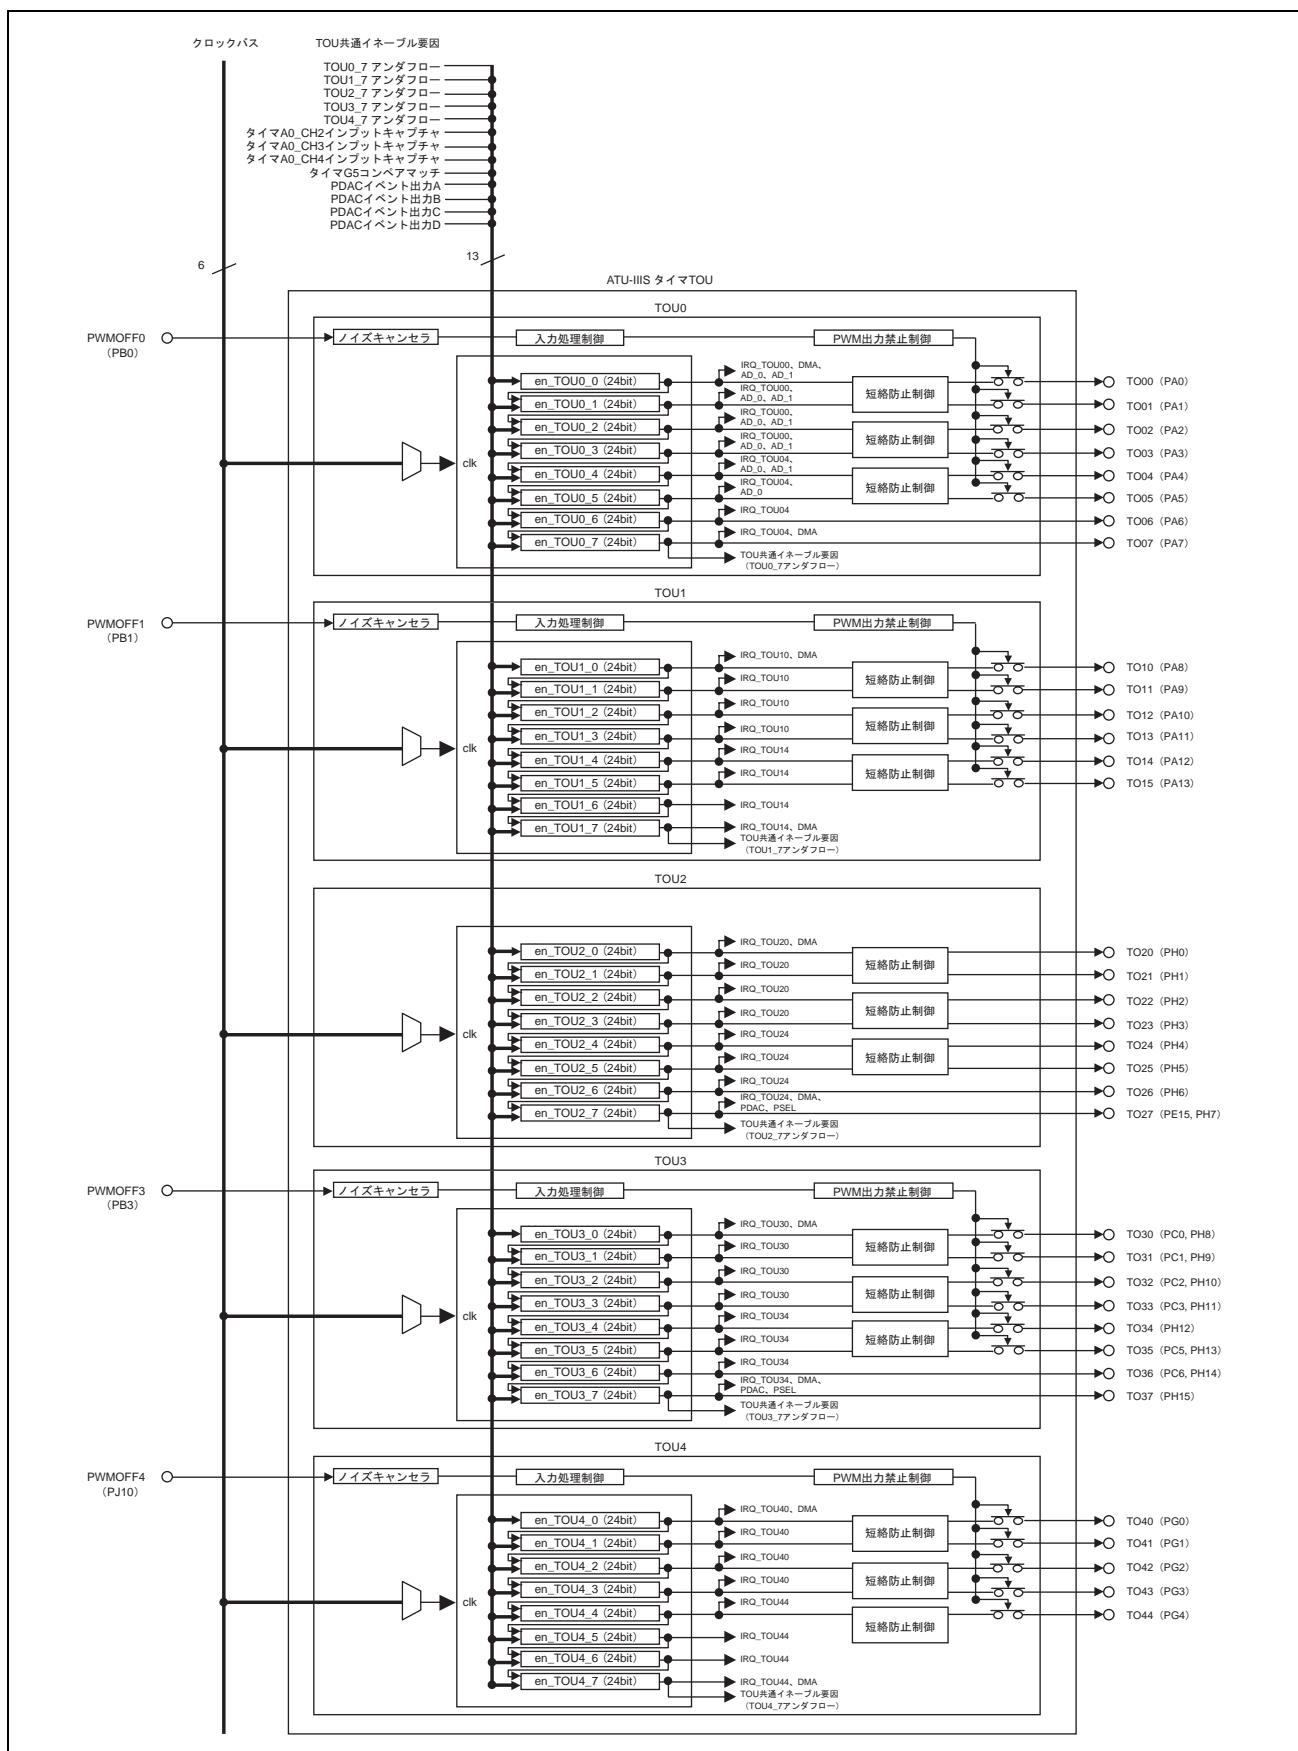 クロックバス
TOU共通イネーブル要因
TOU0_7 アンダフロー
TOU1_7 アンダフロー
TOU2_7 アンダフロー
TOU3_7 アンダフロー
TOU4_7 アンダフロー
タイマA0_CH2インプットキャプチャ
タイマA0_CH3インプットキャプチャ
タイマA0_CH4インプットキャプチャ
タイマG5コンペアマッチ
PDACイベント出力A
PDACイベント出力B
PDACイベント出力C
PDACイベント出力D
6
13
ATU-IIIS タイマTOU
TOU0
PWMOFF0
(PB0)
ノイズキャンセラ
入力処理制御
PWM出力禁止制御
clk
en_TOU0_0 (24bit)
en_TOU0_1 (24bit)
en_TOU0_2 (24bit)
en_TOU0_3 (24bit)
en_TOU0_4 (24bit)
en_TOU0_5 (24bit)
en_TOU0_6 (24bit)
en_TOU0_7 (24bit)
IRQ_TOU00、DMA、
AD_0、AD_1
IRQ_TOU00、
AD_0、AD_1
IRQ_TOU00、
AD_0、AD_1
IRQ_TOU00、
AD_0、AD_1
IRQ_TOU04、
AD_0、AD_1
IRQ_TOU04、
AD_0
IRQ_TOU04
IRQ_TOU04、DMA
TOU共通イネーブル要因
(TOU0_7アンダフロー)
短絡防止制御
短絡防止制御
短絡防止制御
TO00 (PA0)
TO01 (PA1)
TO02 (PA2)
TO03 (PA3)
TO04 (PA4)
TO05 (PA5)
TO06 (PA6)
TO07 (PA7)
TOU1
PWMOFF1
(PB1)
ノイズキャンセラ
入力処理制御
PWM出力禁止制御
clk
en_TOU1_0 (24bit)
en_TOU1_1 (24bit)
en_TOU1_2 (24bit)
en_TOU1_3 (24bit)
en_TOU1_4 (24bit)
en_TOU1_5 (24bit)
en_TOU1_6 (24bit)
en_TOU1_7 (24bit)
IRQ_TOU10、DMA
IRQ_TOU10
IRQ_TOU10
IRQ_TOU10
IRQ_TOU14
IRQ_TOU14
IRQ_TOU14
IRQ_TOU14、DMA
TOU共通イネーブル要因
(TOU1_7アンダフロー)
短絡防止制御
短絡防止制御
短絡防止制御
TO10 (PA8)
TO11 (PA9)
TO12 (PA10)
TO13 (PA11)
TO14 (PA12)
TO15 (PA13)
TOU2
clk
en_TOU2_0 (24bit)
en_TOU2_1 (24bit)
en_TOU2_2 (24bit)
en_TOU2_3 (24bit)
en_TOU2_4 (24bit)
en_TOU2_5 (24bit)
en_TOU2_6 (24bit)
en_TOU2_7 (24bit)
IRQ_TOU20、DMA
IRQ_TOU20
IRQ_TOU20
IRQ_TOU20
IRQ_TOU24
IRQ_TOU24
IRQ_TOU24
IRQ_TOU24、DMA、
PDAC、PSEL
TOU共通イネーブル要因
(TOU2_7アンダフロー)
短絡防止制御
短絡防止制御
短絡防止制御
TO20 (PH0)
TO21 (PH1)
TO22 (PH2)
TO23 (PH3)
TO24 (PH4)
TO25 (PH5)
TO26 (PH6)
TO27 (PE15, PH7)
TOU3
PWMOFF3
(PB3)
ノイズキャンセラ
入力処理制御
PWM出力禁止制御
clk
en_TOU3_0 (24bit)
en_TOU3_1 (24bit)
en_TOU3_2 (24bit)
en_TOU3_3 (24bit)
en_TOU3_4 (24bit)
en_TOU3_5 (24bit)
en_TOU3_6 (24bit)
en_TOU3_7 (24bit)
IRQ_TOU30、DMA
IRQ_TOU30
IRQ_TOU30
IRQ_TOU30
IRQ_TOU34
IRQ_TOU34
IRQ_TOU34
IRQ_TOU34、DMA、
PDAC、PSEL
TOU共通イネーブル要因
(TOU3_7アンダフロー)
短絡防止制御
短絡防止制御
短絡防止制御
TO30 (PC0, PH8)
TO31 (PC1, PH9)
TO32 (PC2, PH10)
TO33 (PC3, PH11)
TO34 (PH12)
TO35 (PC5, PH13)
TO36 (PC6, PH14)
TO37 (PH15)
TOU4
PWMOFF4
(PJ10)
ノイズキャンセラ
入力処理制御
PWM出力禁止制御
clk
en_TOU4_0 (24bit)
en_TOU4_1 (24bit)
en_TOU4_2 (24bit)
en_TOU4_3 (24bit)
en_TOU4_4 (24bit)
en_TOU4_5 (24bit)
en_TOU4_6 (24bit)
en_TOU4_7 (24bit)
IRQ_TOU40、DMA
IRQ_TOU40
IRQ_TOU40
IRQ_TOU40
IRQ_TOU44
IRQ_TOU44
IRQ_TOU44
IRQ_TOU44、DMA
TOU共通イネーブル要因
(TOU4_7アンダフロー)
短絡防止制御
短絡防止制御
短絡防止制御
TO40 (PG0)
TO41 (PG1)
TO42 (PG2)
TO43 (PG3)
TO44 (PG4)